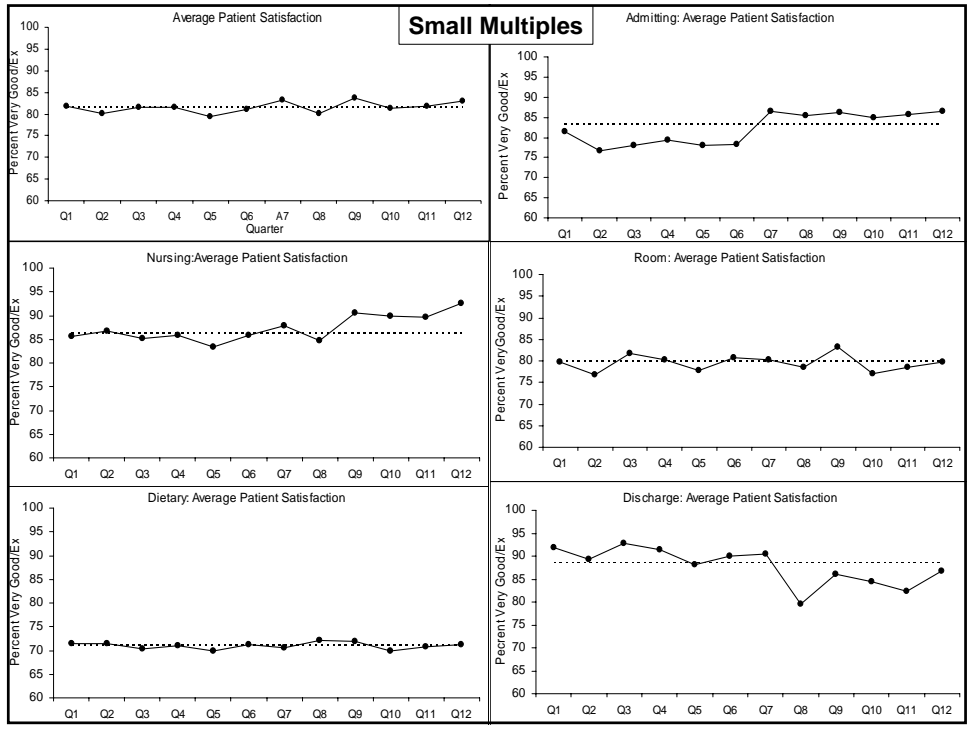 Small Multiples
Average Patient Satisfaction
Percent Very Good/Ex
100
95
90
85
80
75
70
65
60
Q1 Q2 Q3 Q4 Q5 Q6 A7 Q8 Q9 Q10 Q11 Q12
Quarter
Admitting: Average Patient Satisfaction
Percent Very Good/Ex
100
95
90
85
80
75
70
65
60
Q1 Q2 Q3 Q4 Q5 Q6 Q7 Q8 Q9 Q10 Q11 Q12
Nursing:Average Patient Satisfaction
Percent Very Good/Ex
100
95
90
85
80
75
70
65
60
Q1 Q2 Q3 Q4 Q5 Q6 Q7 Q8 Q9 Q10 Q11 Q12
Room: Average Patient Satisfaction
Percent VeryGood/Ex
100
95
90
85
80
75
70
65
60
Q1 Q2 Q3 Q4 Q5 Q6 Q7 Q8 Q9 Q10 Q11 Q12
Dietary: Average Patient Satisfaction
Percent Very Good/Ex
100
95
90
85
80
75
70
65
60
Q1 Q2 Q3 Q4 Q5 Q6 Q7 Q8 Q9 Q10 Q11 Q12
Discharge: Average Patient Satisfaction
Pecrent Very Good/Ex
100
95
90
85
80
75
70
65
60
Q1 Q2 Q3 Q4 Q5 Q6 Q7 Q8 Q9 Q10 Q11 Q12